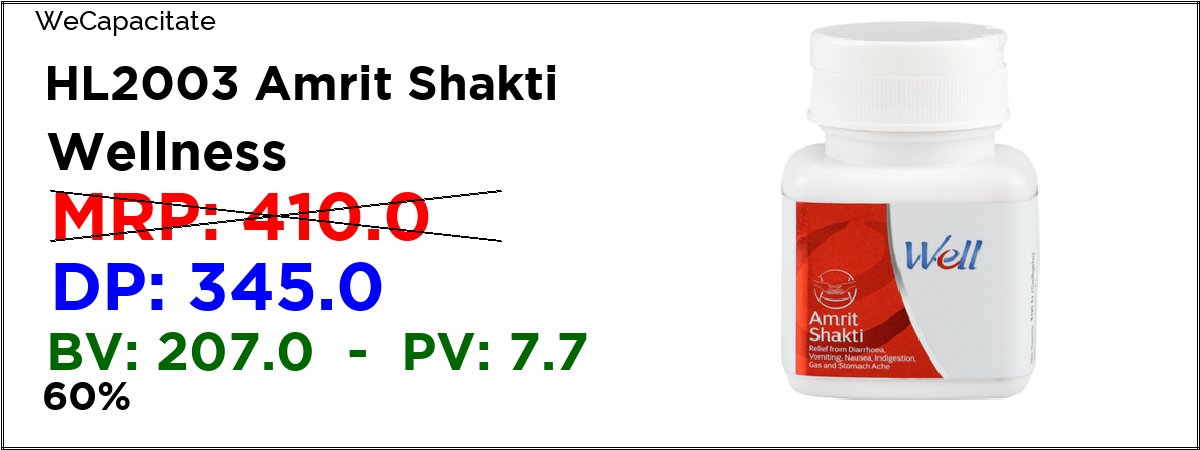 WeCapacitate
HL2003 Amrit Shakti
Wellness
MRP: 410.0
DP: 345.0
BV: 207.0 - PV: 7.7
60%
Well
Amrit
Shakti
Relief from Diarrhoea,
Vomiting, Nausea, Indigestion,
Gas and Stomach Ache